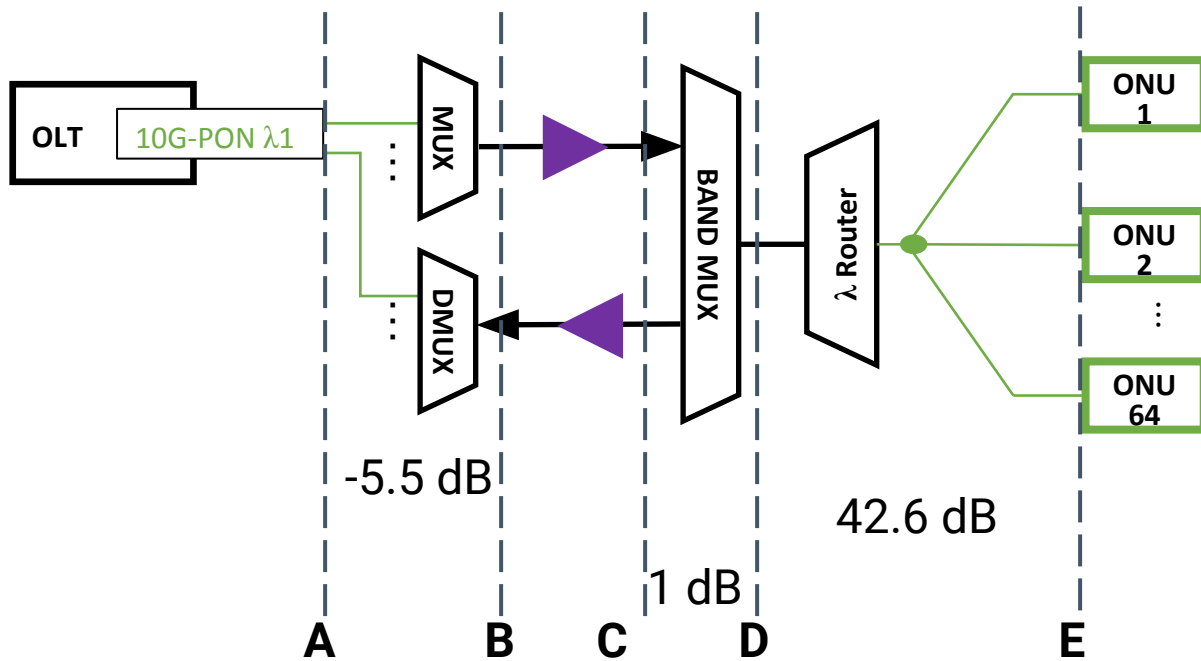 OLT
10G-PON λ1
MUX
DMUX
BAND MUX
λ Router
ONU
1
ONU
2
ONU
64
-5.5 dB
42.6 dB
1 dB
A
B
C
D
E